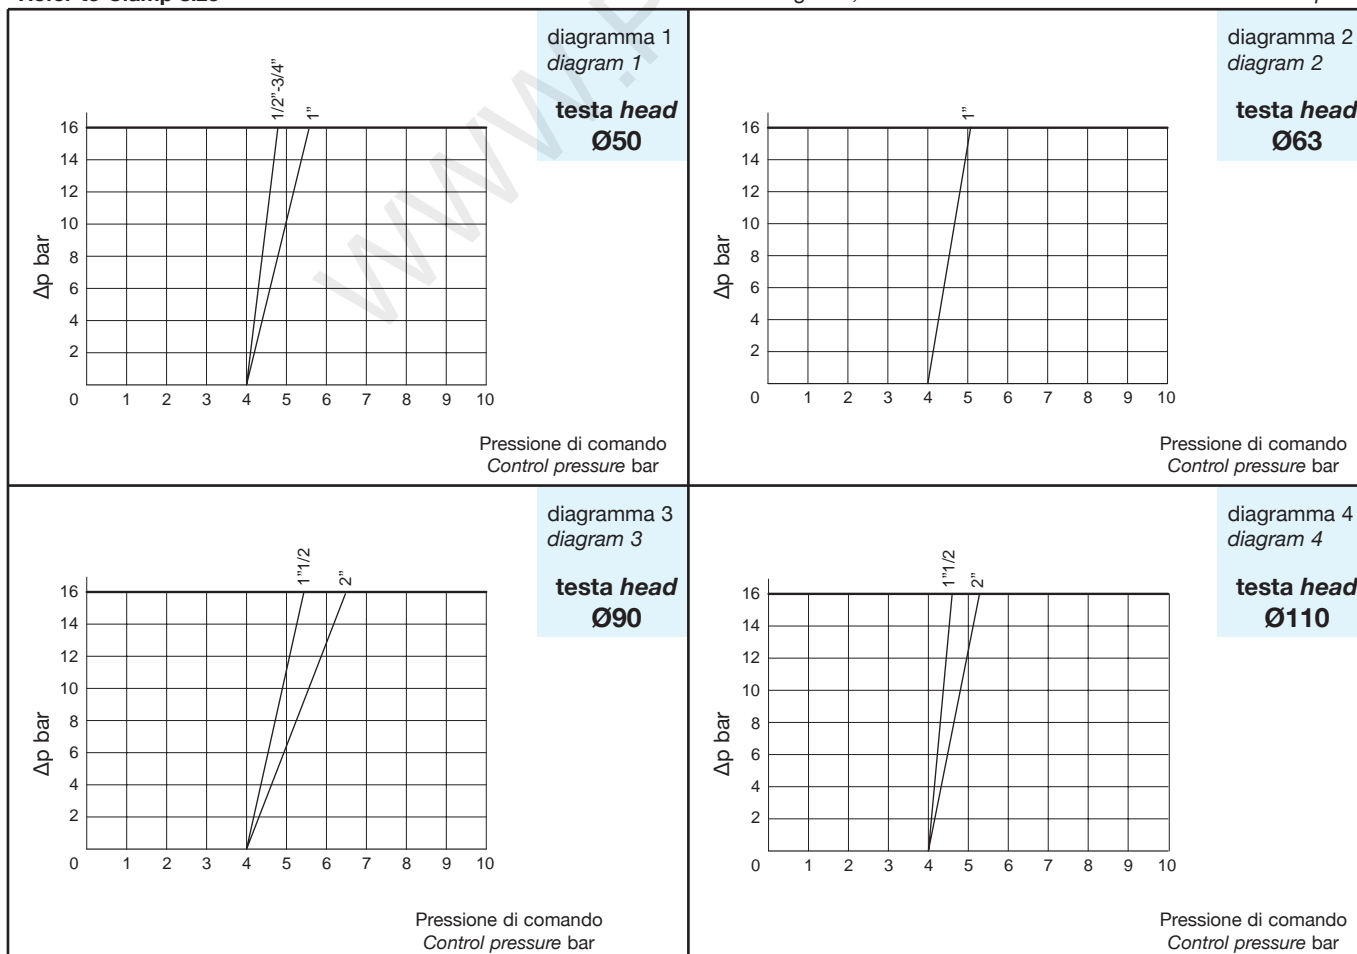 diagramma 1
diagram 1
testa head
Ø50
1/2”-3/4”
1”
16
14
12
10
8
6
4
2
0 1 2 3 4 5 6 7 8 9 10
Δp bar
Pressione di comando
Control pressure bar
diagramma 2
diagram 2
testa head
Ø63
1”
16
14
12
10
8
6
4
2
0 1 2 3 4 5 6 7 8 9 10
Δp bar
Pressione di comando
Control pressure bar
diagramma 3
diagram 3
testa head
Ø90
1”1/2
2”
16
14
12
10
8
6
4
2
0 1 2 3 4 5 6 7 8 9 10
Δp bar
Pressione di comando
Control pressure bar
diagramma 4
diagram 4
testa head
Ø110
1”1/2
2”
16
14
12
10
8
6
4
2
0 1 2 3 4 5 6 7 8 9 10
Δp bar
Pressione di comando
Control pressure bar
www.